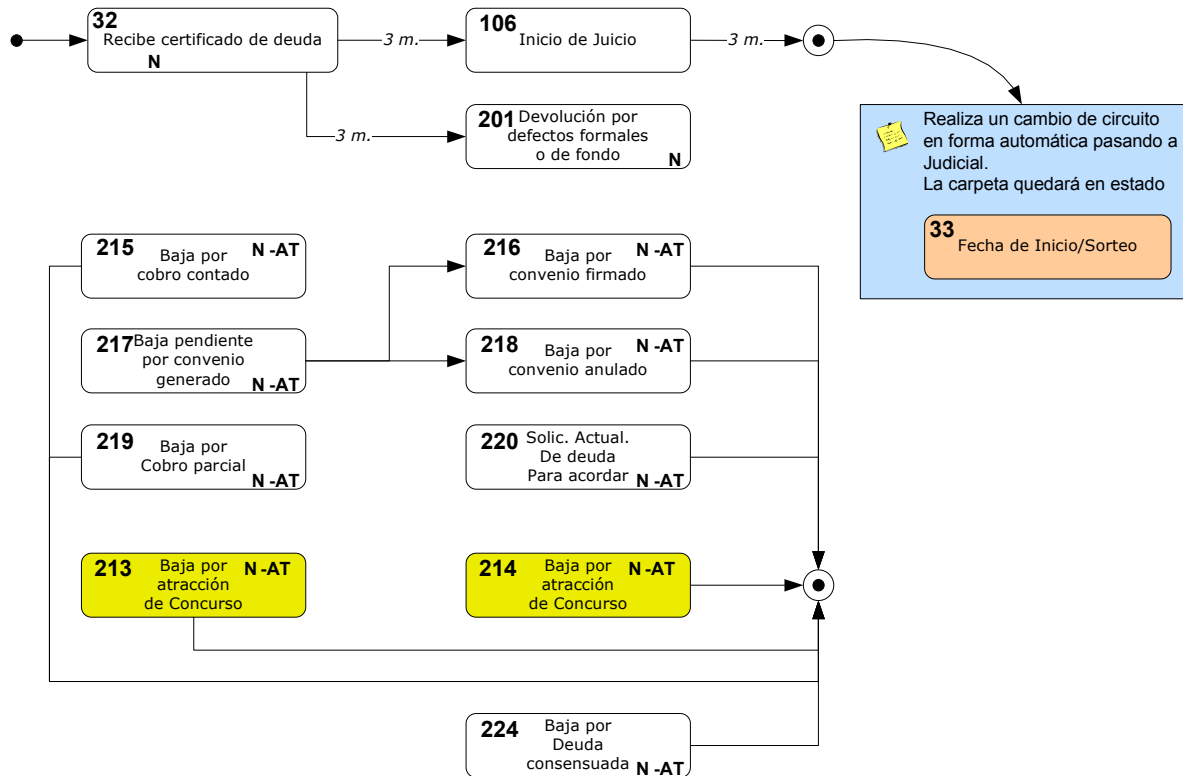 32
Recibe certificado de deuda
N
3 m.
106
Inicio de Juicio
3 m.
3 m.
201
Devolución por
defectos formales
o de fondo
N
Realiza un cambio de circuito
en forma automática pasando a
Judicial.
La carpeta quedará en estado
33
Fecha de Inicio/Sorteo
215
Baja por
cobro contado
N -AT
216
Baja por
convenio firmado
N -AT
217
Baja pendiente
por convenio
generado
N -AT
218
Baja por
convenio anulado
N -AT
219
Baja por
Cobro parcial
N -AT
220
Solic. Actual.
De deuda
Para acordar
N -AT
213
Baja por
atracción
de Concurso
N -AT
214
Baja por
atracción
de Concurso
N -AT
224
Baja por
Deuda
consensuada
N -AT